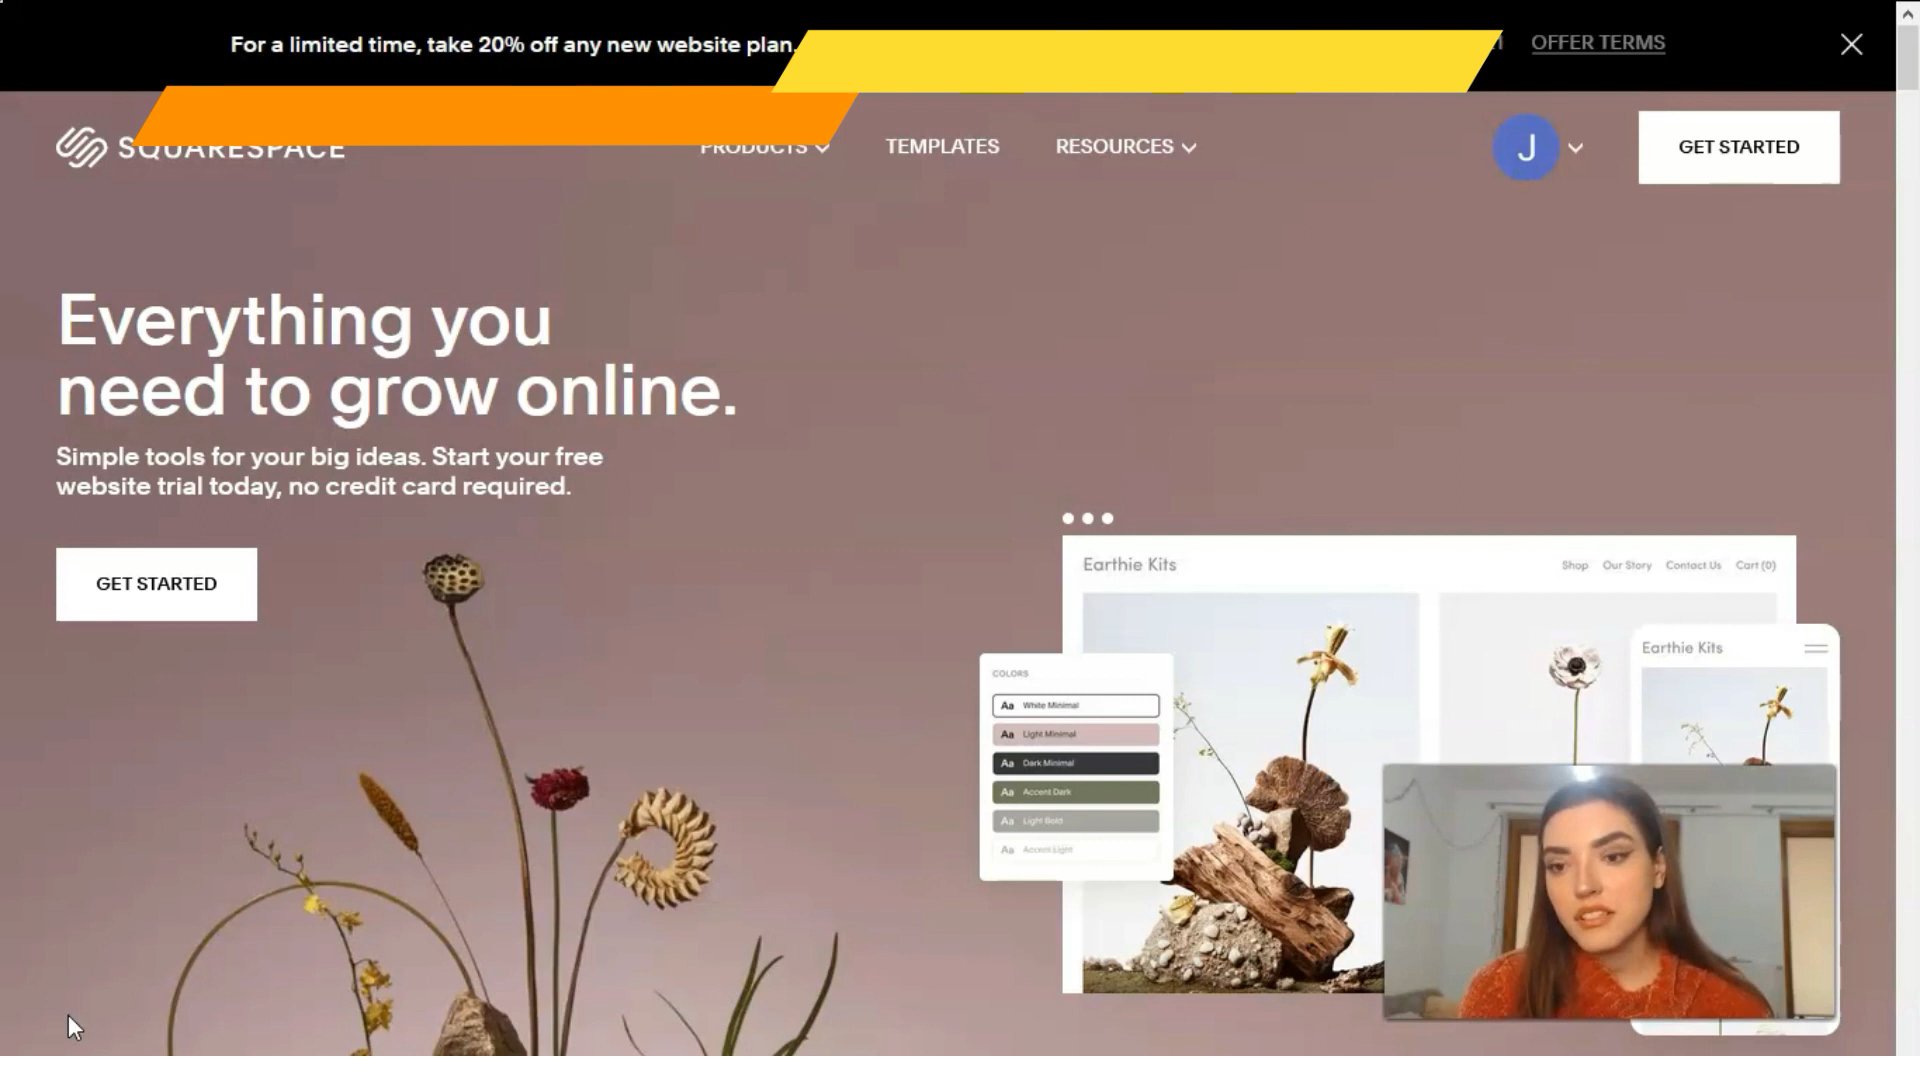 For a limited time, take 20% off any new website plan.
OFFER TERMS
SQUARESPACE
PRODUCTS
TEMPLATES
RESOURCES
J
GET STARTED
Everything you
need to grow online.
Simple tools for your big ideas. Start your free
website trial today, no credit card required.
GET STARTED
Earthie Kits
Shop Our Story Contact Us Cart (0)
Earthie Kits
COLORS
Aa White Minimal
Aa Light Minimal
Aa Dark Minimal
Aa Accent Dark
Aa Light Bold
Aa Accent Light